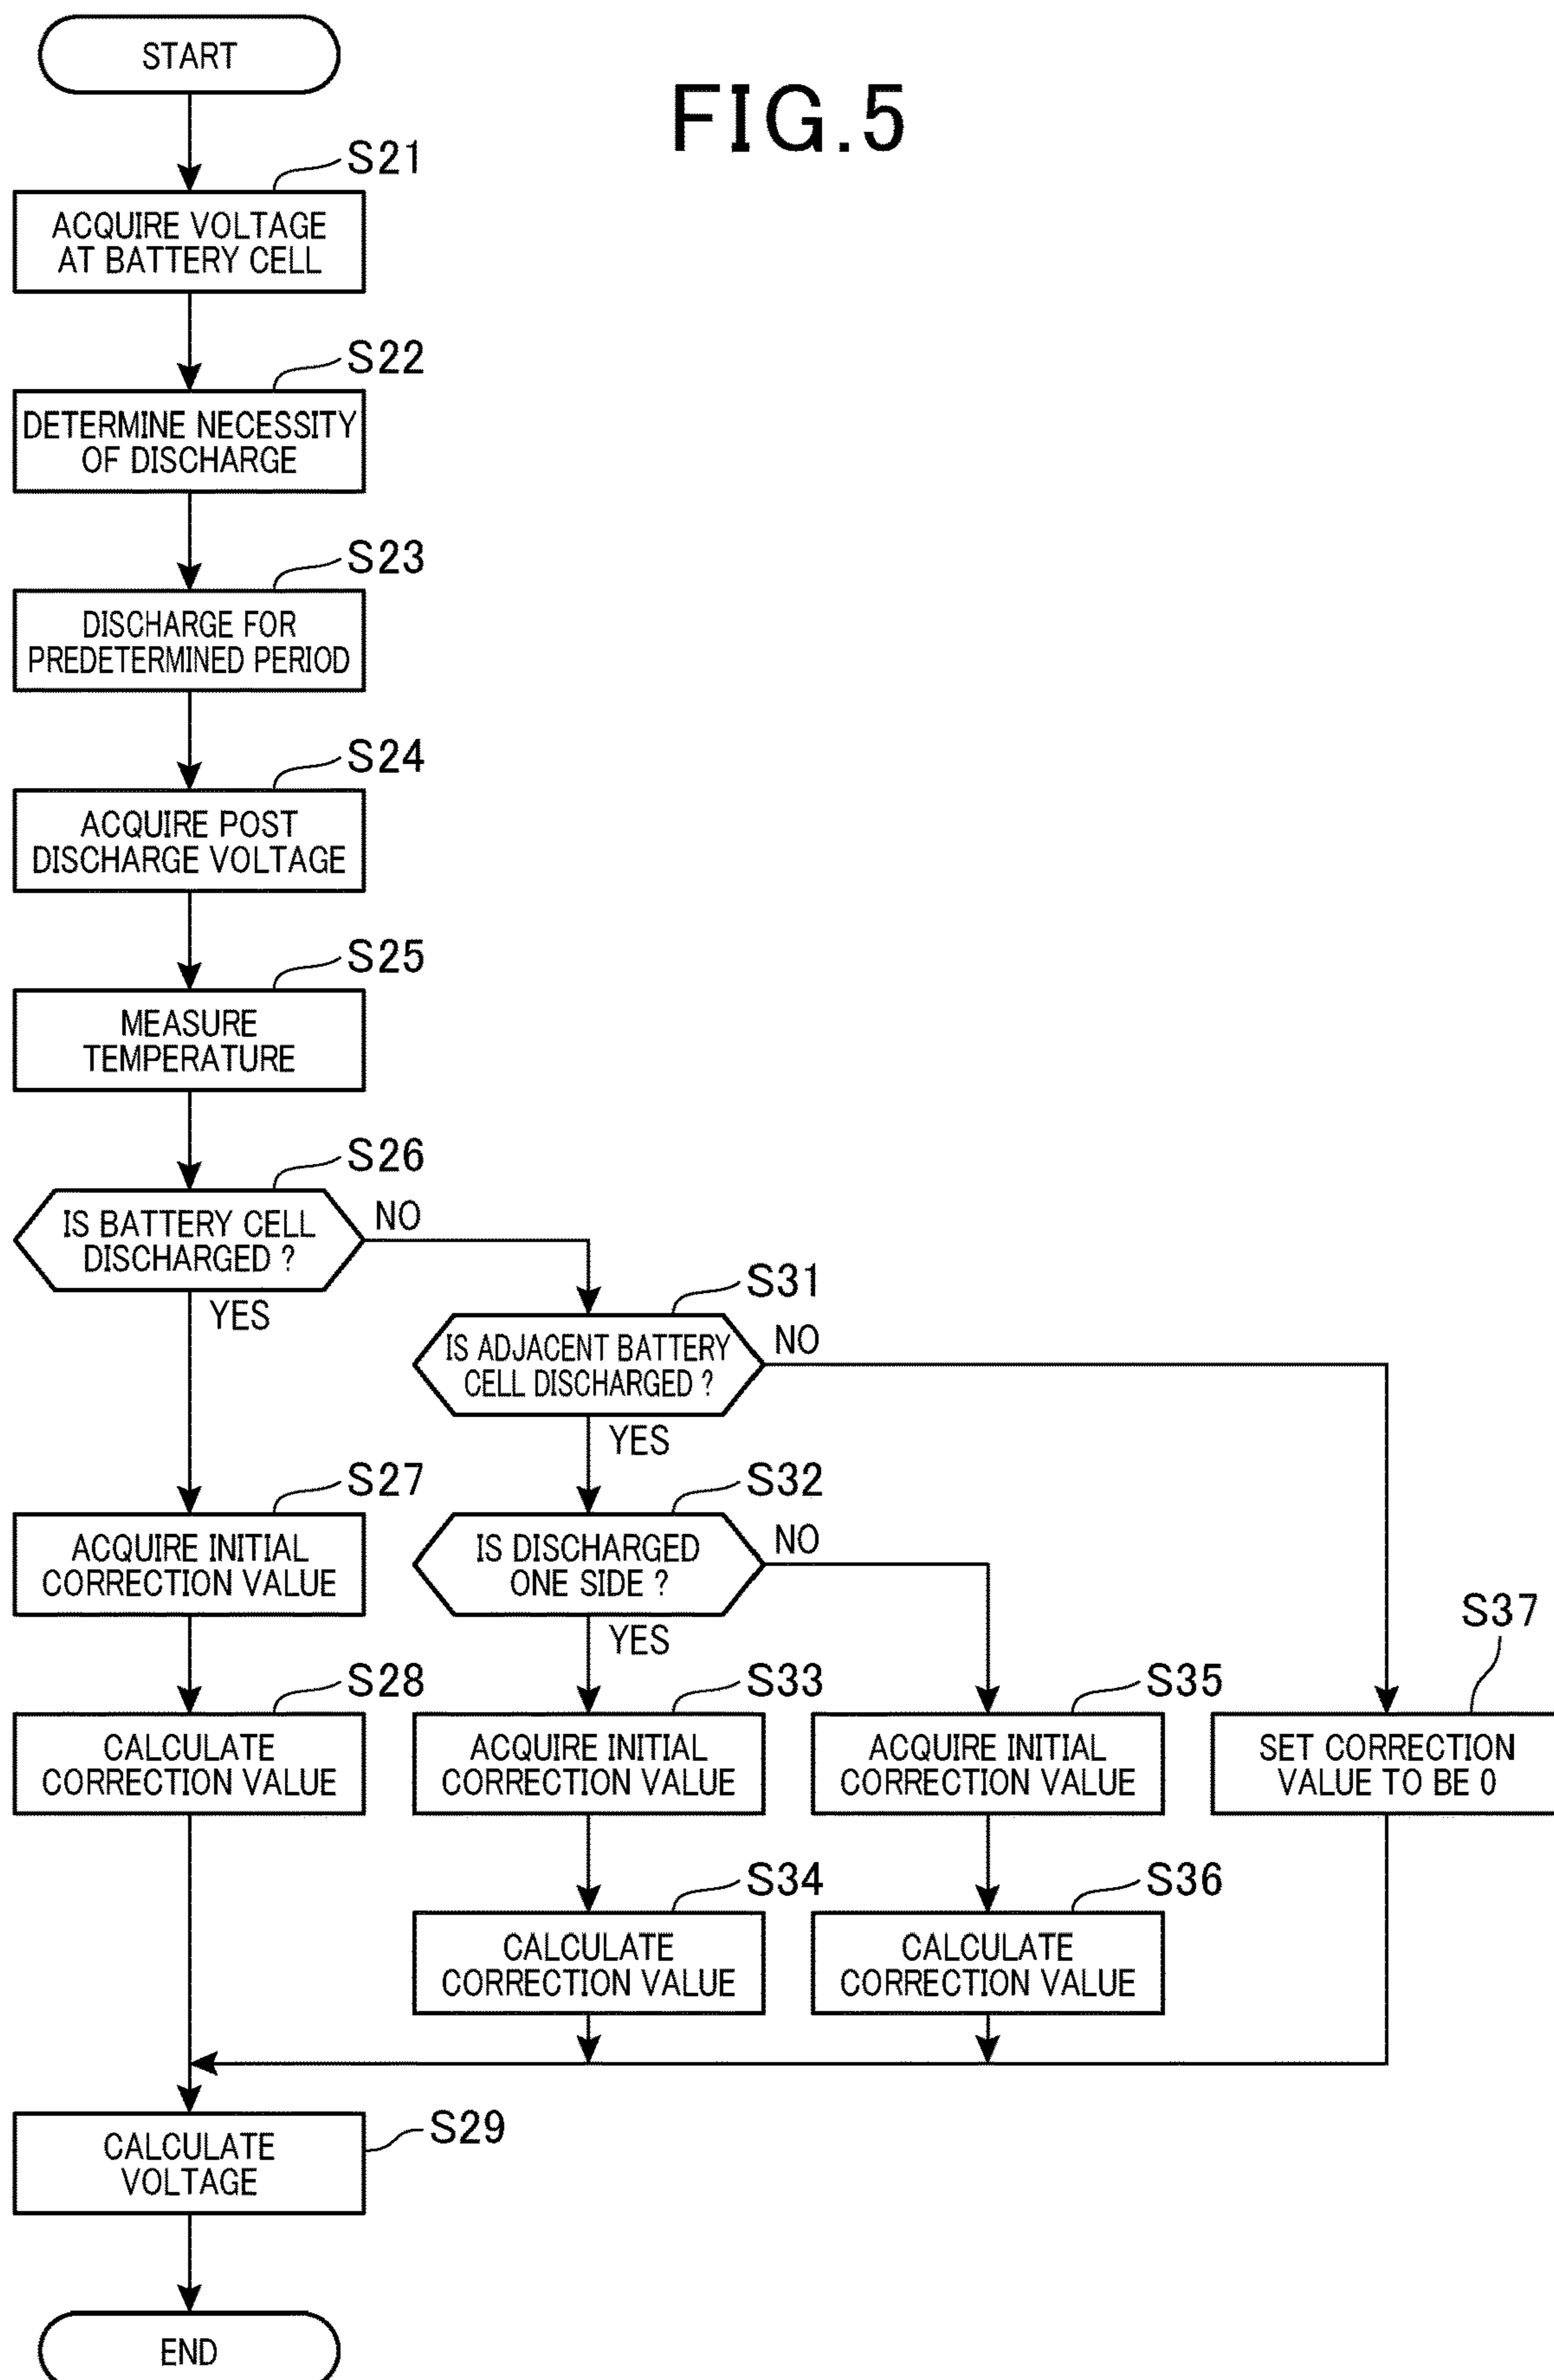 START
FIG.5
S21
ACQUIRE VOLTAGE
AT BATTERY CELL
S22
DETERMINE NECESSITY
OF DISCHARGE
S23
DISCHARGE FOR
PREDETERMINED PERIOD
S24
ACQUIRE POST
DISCHARGE VOLTAGE
S25
MEASURE
TEMPERATURE
S26
IS BATTERY CELL
DISCHARGED ?
NO
YES
S31
IS ADJACENT BATTERY
CELL DISCHARGED ?
NO
YES
S27
ACQUIRE INITIAL
CORRECTION VALUE
S32
IS DISCHARGED
ONE SIDE ?
NO
YES
S28
CALCULATE
CORRECTION VALUE
S33
ACQUIRE INITIAL
CORRECTION VALUE
S35
ACQUIRE INITIAL
CORRECTION VALUE
S37
SET CORRECTION
VALUE TO BE 0
S34
CALCULATE
CORRECTION VALUE
S36
CALCULATE
CORRECTION VALUE
S29
CALCULATE
VOLTAGE
END